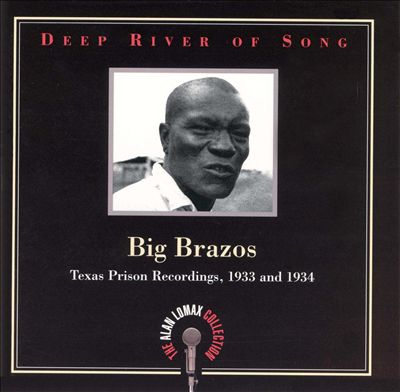 DEEP RIVER OF SONG
Big Brazos
Texas Prison Recordings, 1933 and 1934
THE ALAN LOMAX COLLECTION